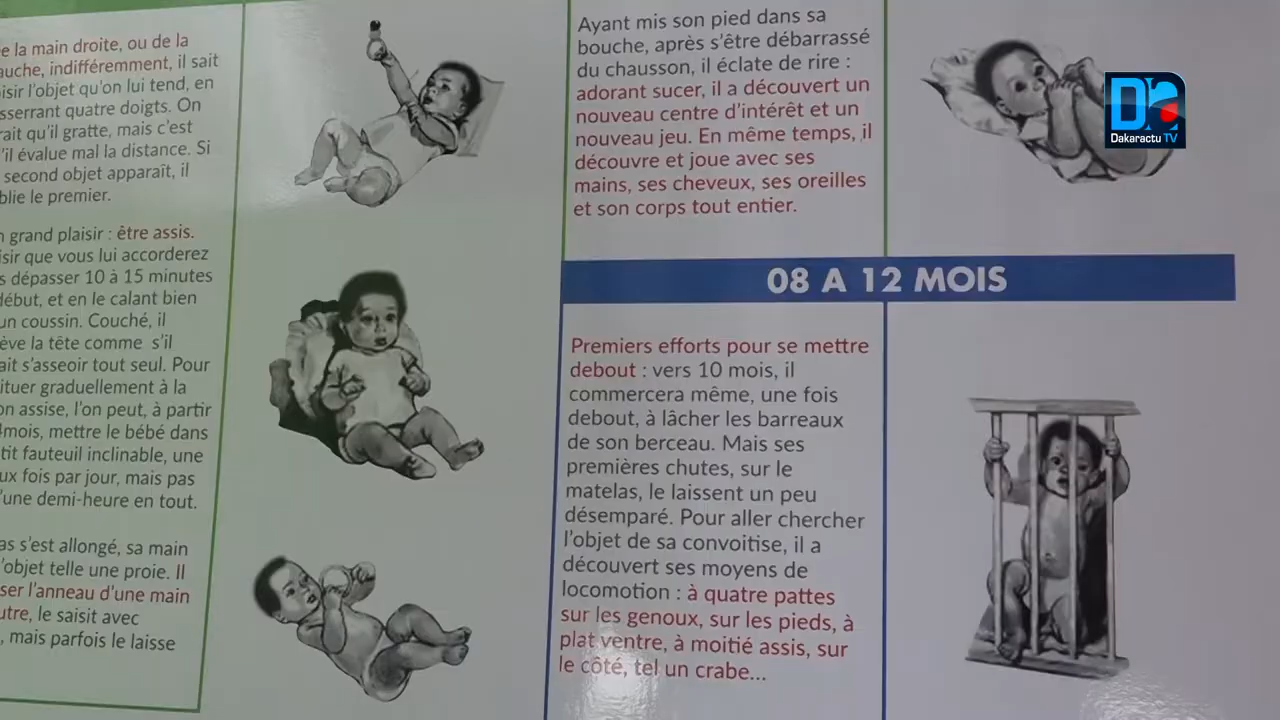 e la main droite, ou de la
auche, indifféremment, il sait
isir l'objet qu'on lui tend, en
sserrant quatre doigts. On
rait qu'il gratte, mais c'est
'il évalue mal la distance. Si
second objet apparaît, il
blie le premier.
n grand plaisir : être assis.
isir que vous lui accorderez
s dépasser 10 à 15 minutes
début, et en le calant bien
un coussin. Couché, il
ève la tête comme s'il
ait s'asseoir tout seul. Pour
ituer graduellement à la
on assise, l'on peut, à partir
4mois, mettre le bébé dans
tit fauteuil inclinable, une
ux fois par jour, mais pas
'une demi-heure en tout.
as s'est allongé, sa main
'objet telle une proie. Il
ser l'anneau d'une main
utre, le saisit avec
, mais parfois le laisse
Ayant mis son pied dans sa
bouche, après s'être débarrassé
du chausson, il éclate de rire :
adorant sucer, il a découvert un
nouveau centre d'intérêt et un
nouveau jeu. En même temps, il
découvre et joue avec ses
mains, ses cheveux, ses oreilles
et son corps tout entier.
08 A 12 MOIS
Premiers efforts pour se mettre
debout : vers 10 mois, il
commercera même, une fois
debout, à lâcher les barreaux
de son berceau. Mais ses
premières chutes, sur le
matelas, le laissent un peu
désemparé. Pour aller chercher
l'objet de sa convoitise, il a
découvert ses moyens de
locomotion : à quatre pattes
sur les genoux, sur les pieds, à
plat ventre, à moitié assis, sur
le côté, tel un crabe...
Dakaractu TV